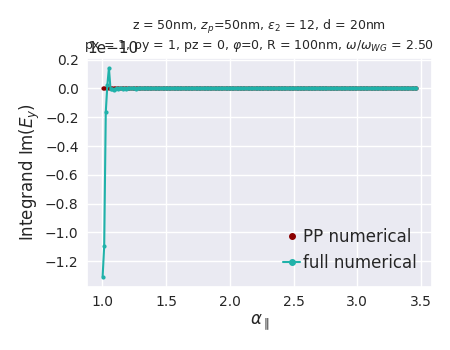 z = 50nm, zₚ=50nm, ε₂ = 12, d = 20nm
px = 1, py = 1, pz = 0, φ=0, R = 100nm, ω/ω_WG = 2.50
1e−10
0.2
0.0
−0.2
−0.4
−0.6
−0.8
−1.0
−1.2
Integrand Im(E_y)
PP numerical
full numerical
1.0 1.5 2.0 2.5 3.0 3.5
α_∥